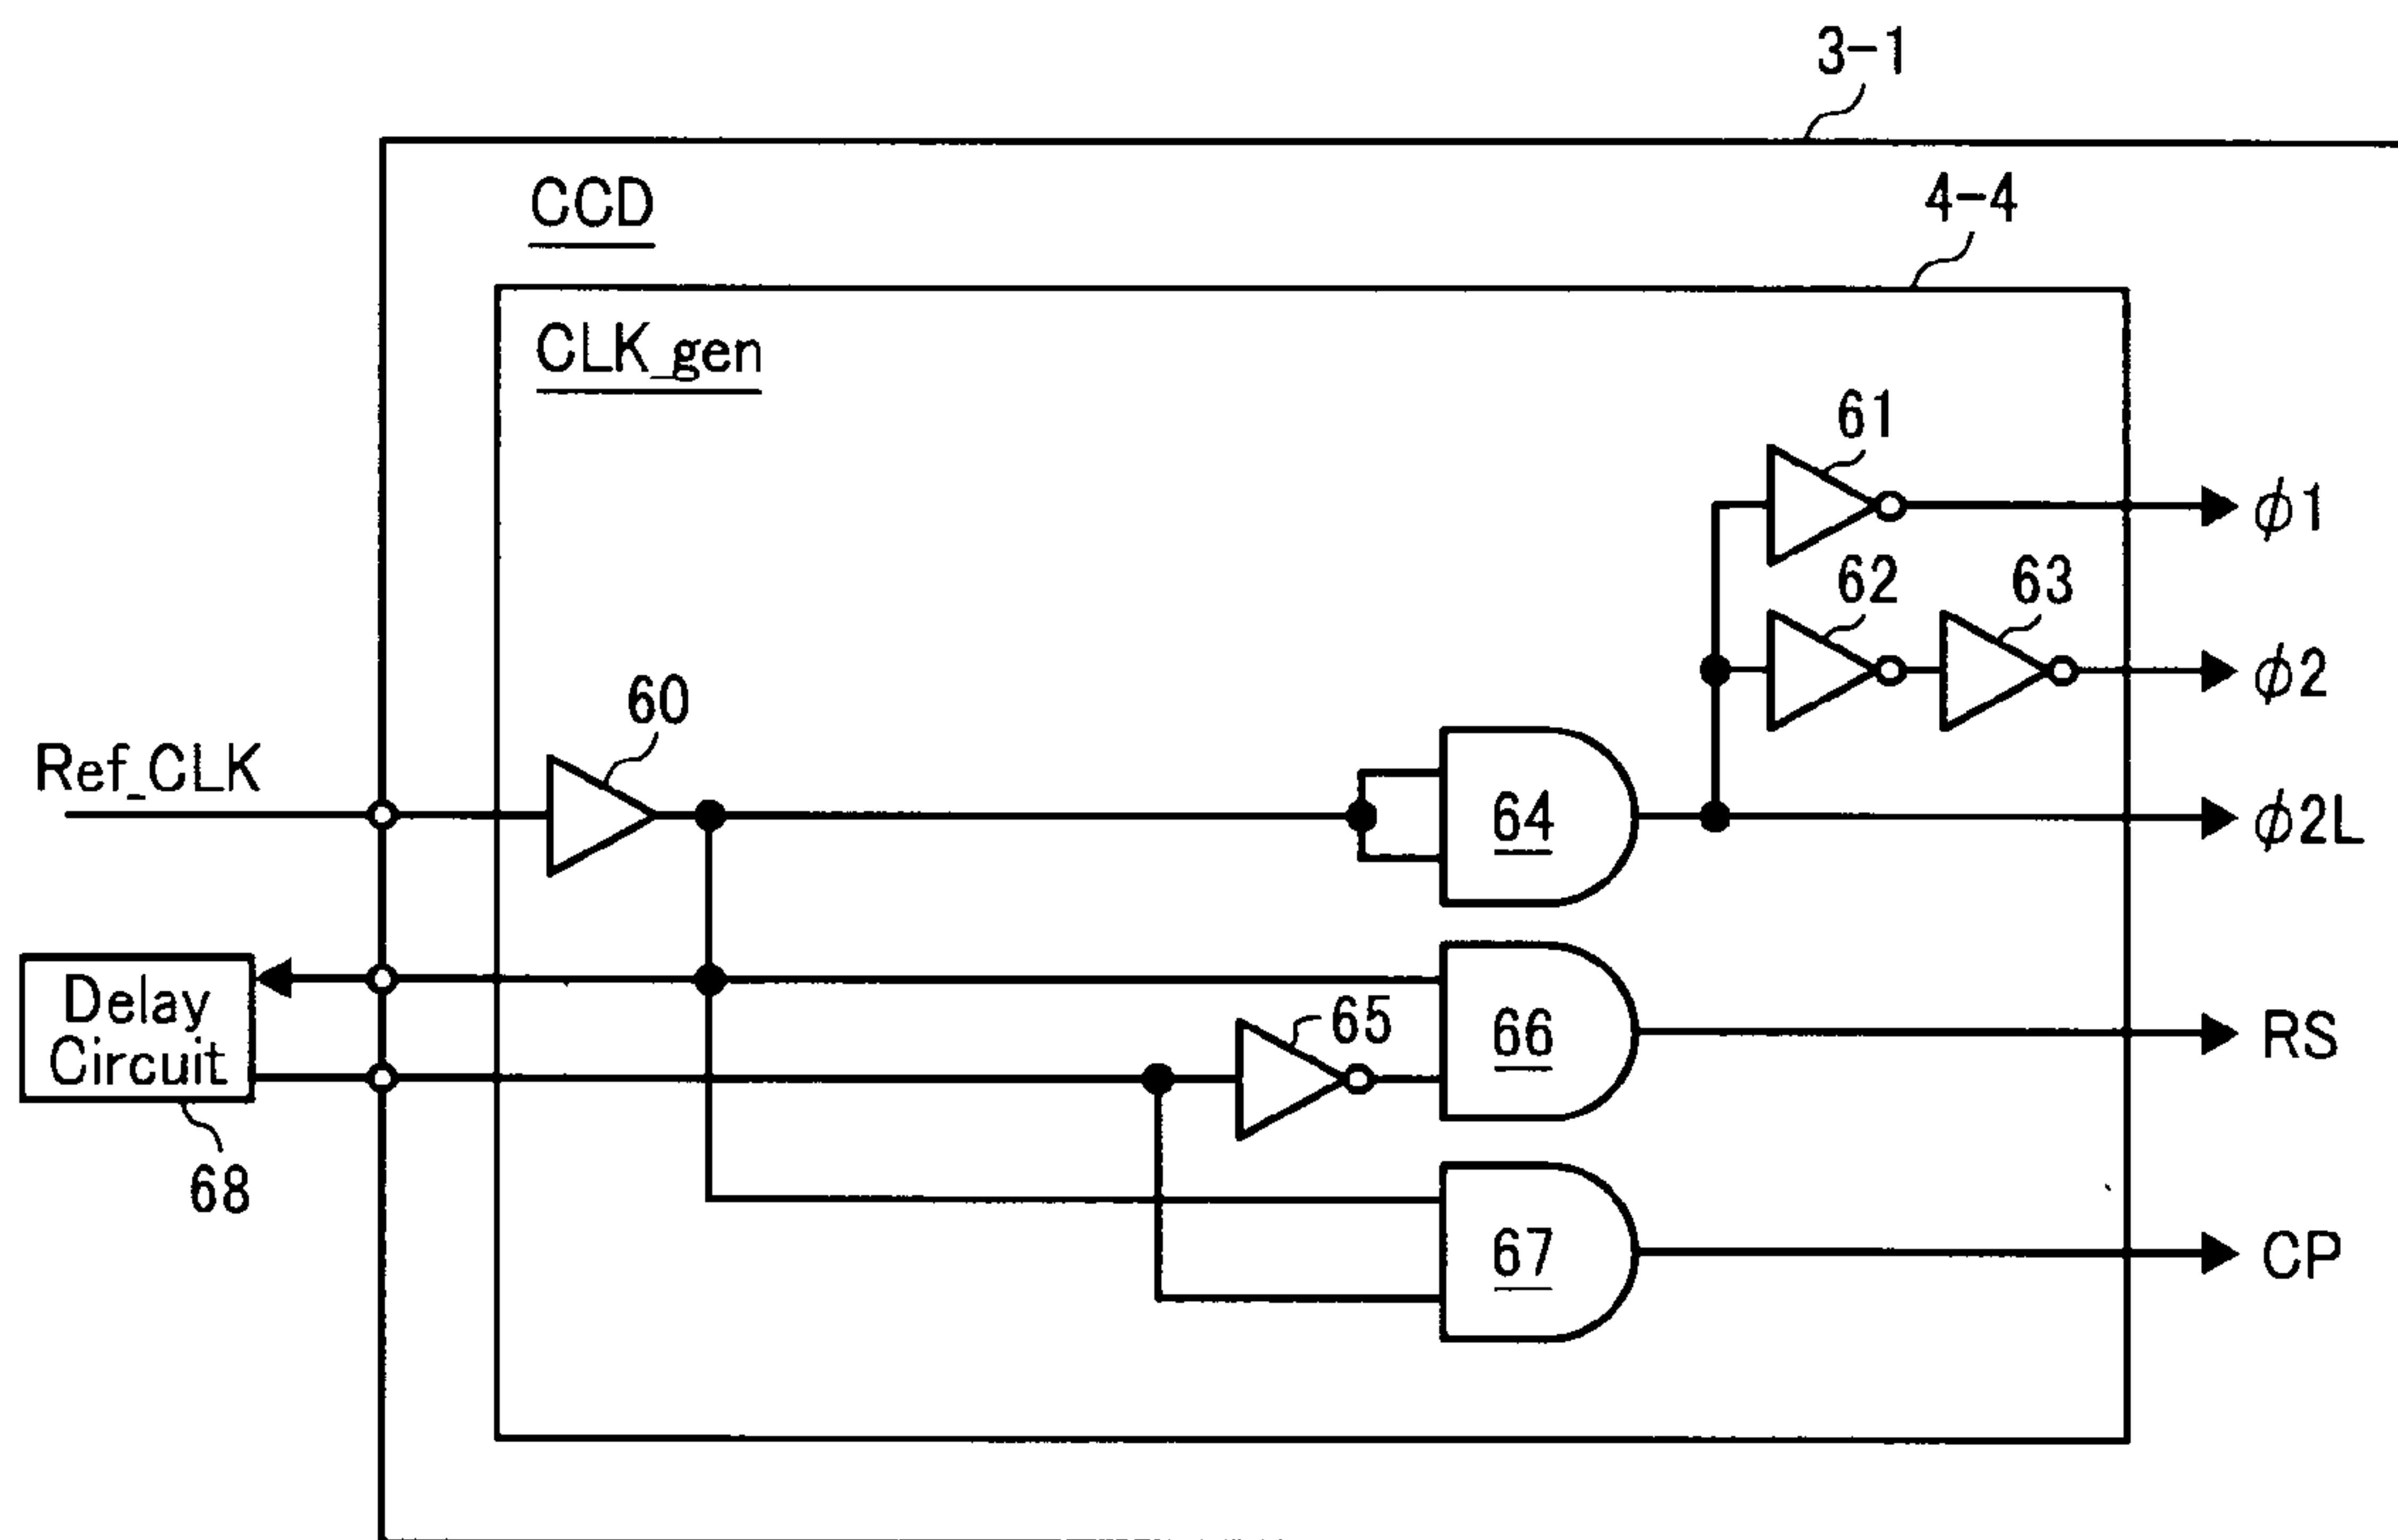 3-1
CCD
4-4
CLK_gen
61
ϕ1
62
63
ϕ2
60
Ref_CLK
64
ϕ2L
Delay
Circuit
65
66
RS
68
67
CP